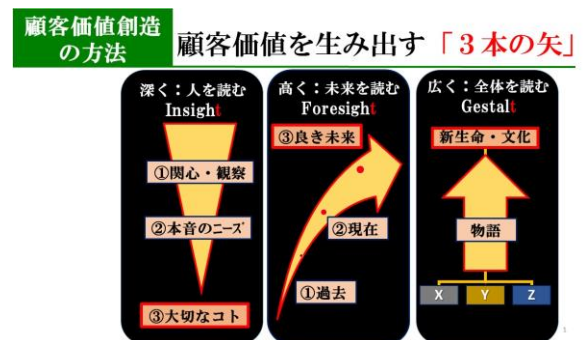 顧客価値創造
の方法
顧客価値を生み出す「３本の矢」
深く：人を読む
Insight
①関心・観察
②本音のニーズ
③大切なコト
高く：未来を読む
Foresight
③良き未来
②現在
①過去
広く：全体を読む
Gestalt
新生命・文化
物語
X Y Z
1